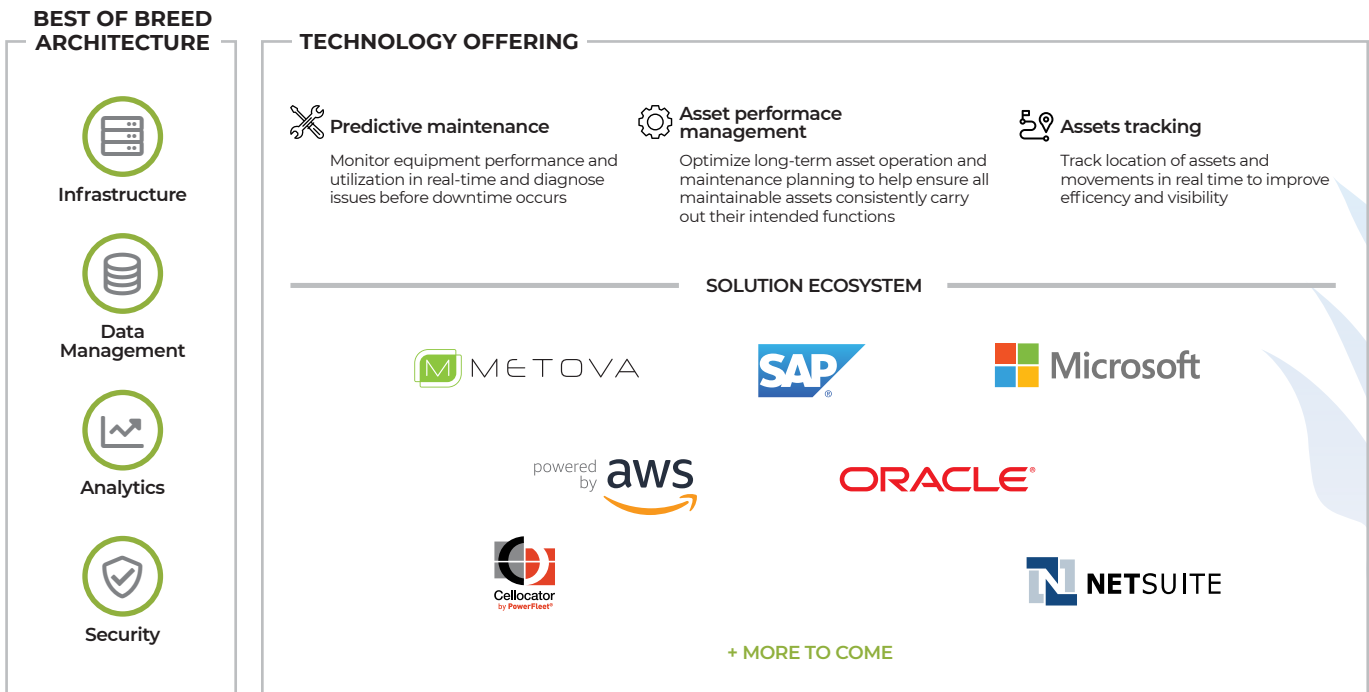 BEST OF BREED
ARCHITECTURE
Infrastructure
Data
Management
Analytics
Security
TECHNOLOGY OFFERING
Predictive maintenance
Monitor equipment performance and
utilization in real-time and diagnose
issues before downtime occurs
Asset performace
management
Optimize long-term asset operation and
maintenance planning to help ensure all
maintainable assets consistently carry
out their intended functions
Assets tracking
Track location of assets and
movements in real time to improve
efficency and visibility
SOLUTION ECOSYSTEM
M METOVA
SAP®
Microsoft
powered
by aws
ORACLE®
Cellocator
by PowerFleet®
N NETSUITE
+ MORE TO COME